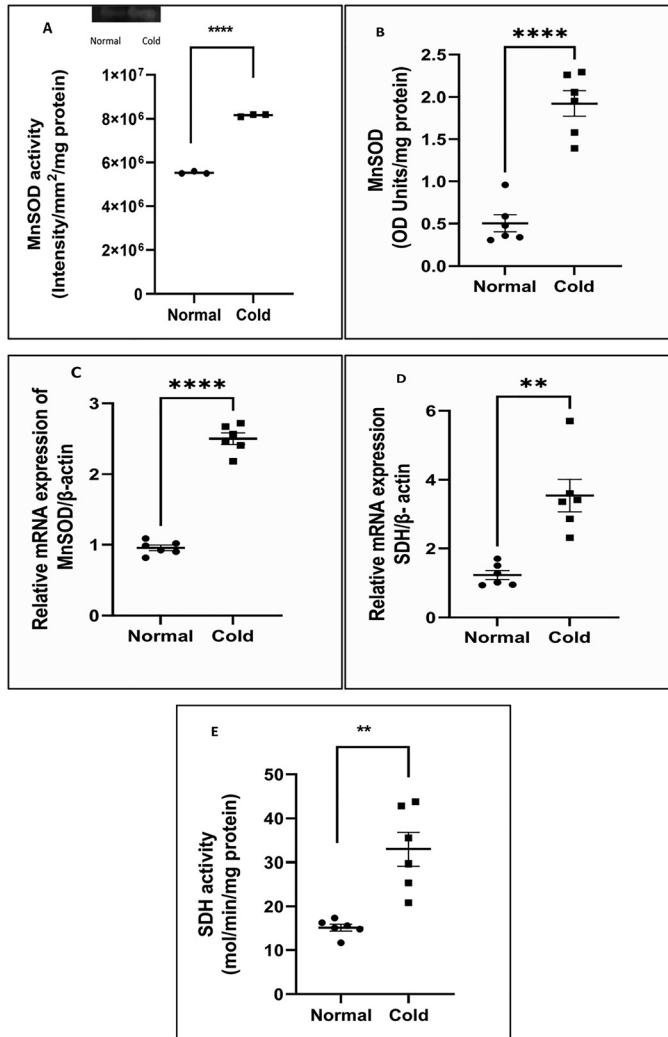 A
Normal Cold
****
MnSOD activity
(Intensity/mm²/mg protein)
1×10⁷
8×10⁶
6×10⁶
4×10⁶
2×10⁶
0
Normal Cold
B
****
MnSOD
(OD Units/mg protein)
2.5
2.0
1.5
1.0
0.5
0.0
Normal Cold
C
****
Relative mRNA expression of
MnSOD/β-actin
3
2
1
0
Normal Cold
D
**
Relative mRNA expression
SDH/β- actin
6
4
2
0
Normal Cold
E
**
SDH activity
(mol/min/mg protein)
50
40
30
20
10
0
Normal Cold